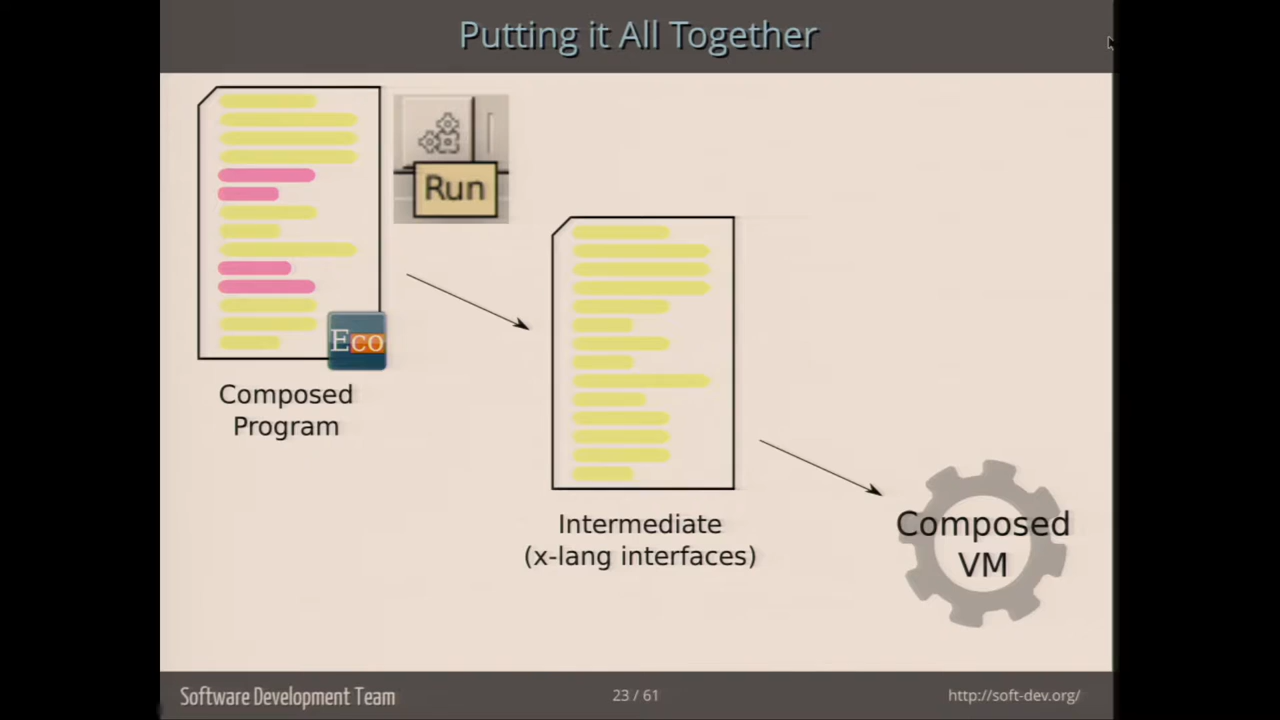 Putting it All Together
Run
Eco
Composed
Program
Intermediate
(x-lang interfaces)
Composed
VM
Software Development Team
23 / 61
http://soft-dev.org/